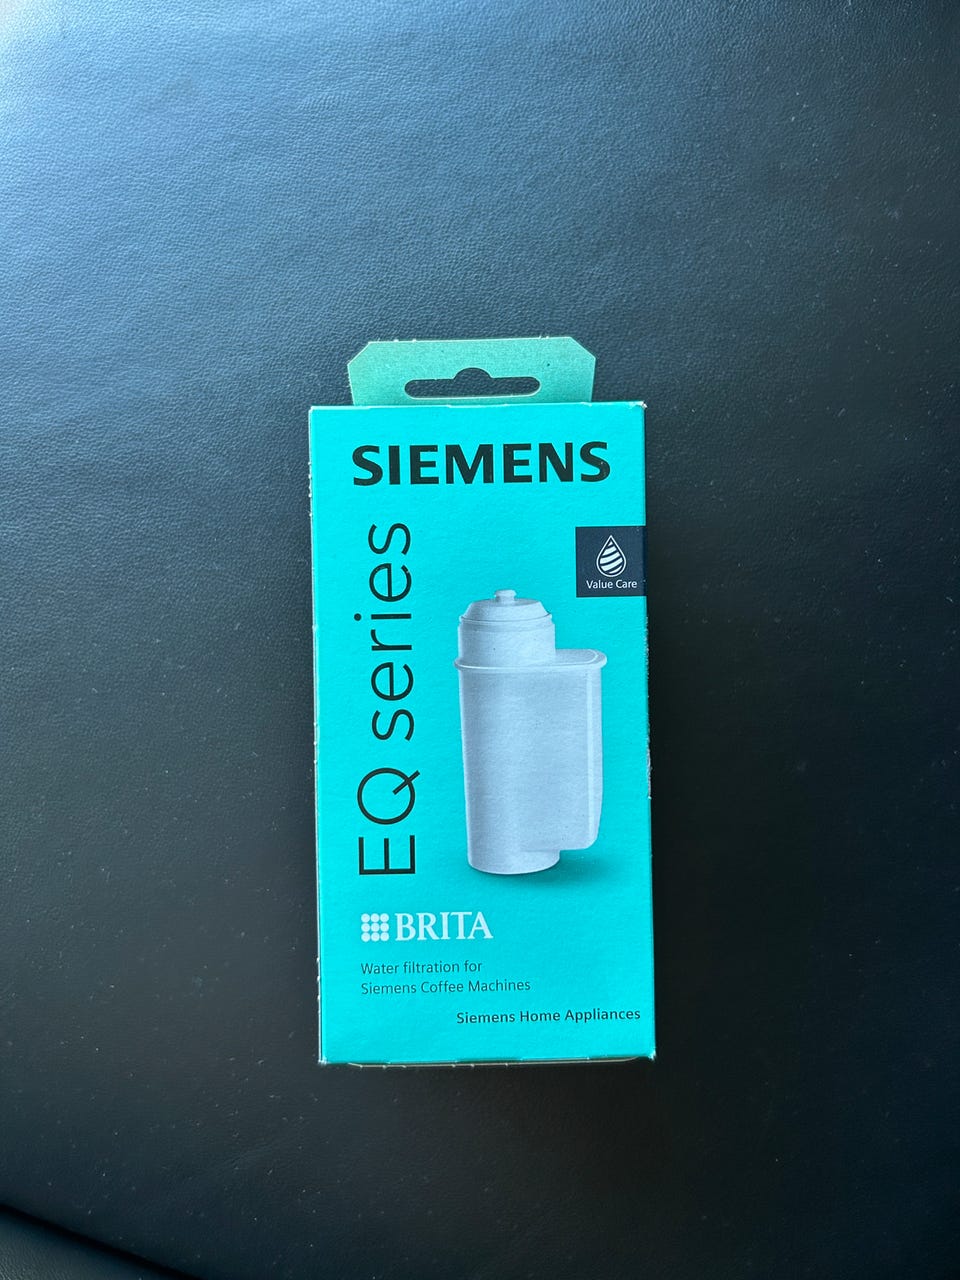 SIEMENS
EQ series
Value Care
BRITA
Water filtration for
Siemens Coffee Machines
Siemens Home Appliances